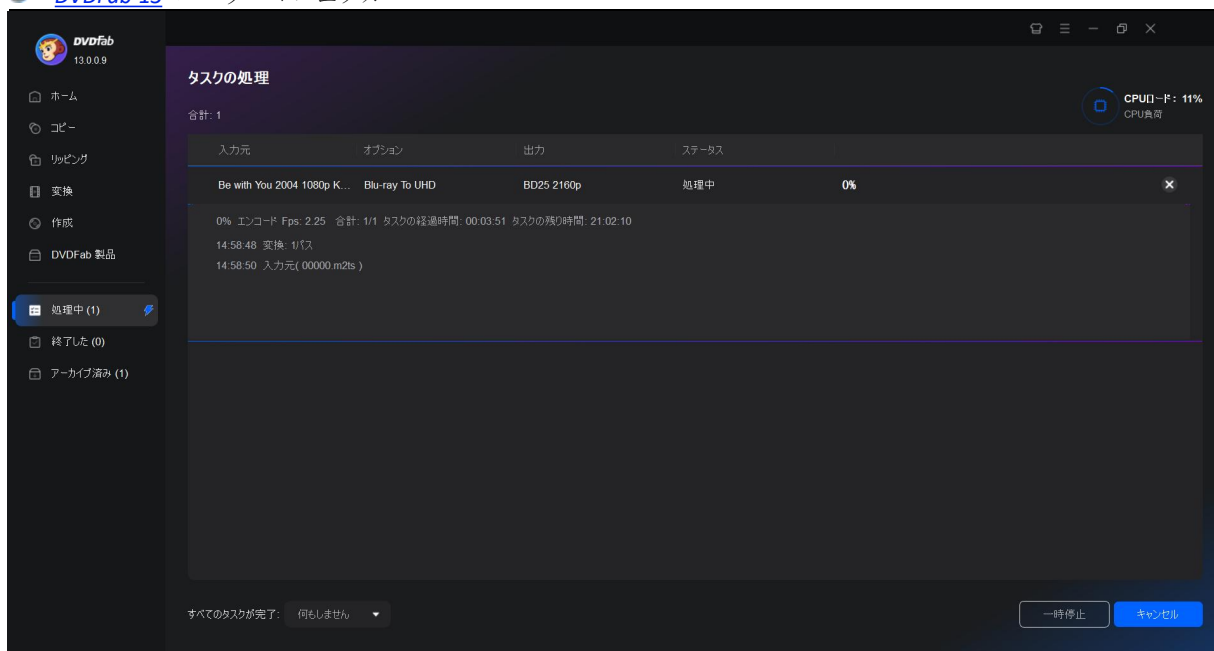 DVDFab 13
DVDfab
13.0.0.9
ホーム
コピー
リッピング
変換
作成
DVDFab 製品
処理中 (1)
終了した (0)
アーカイブ済み (1)
タスクの処理
合計: 1
CPUロード: 11%
CPU負荷
入力元 オプション 出力 ステータス
Be with You 2004 1080p K... Blu-ray To UHD BD25 2160p 処理中 0%
0% エンコード Fps: 2.25 合計: 1/1 タスクの経過時間: 00:03:51 タスクの残り時間: 21:02:10
14:58:48 変換: 1パス
14:58:50 入力元( 00000.m2ts )
すべてのタスクが完了: 何もしません
一時停止 キャンセル